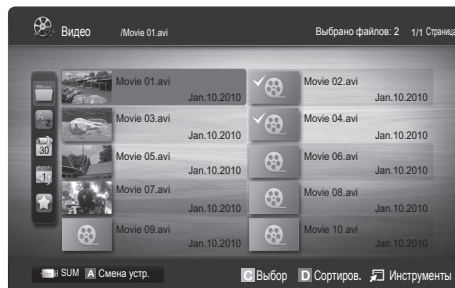 Видео /Movie 01.avi Выбрано файлов: 2 1/1 Страница
Movie 01.avi Movie 02.avi
Jan.10.2010 Jan.10.2010
Movie 03.avi Movie 04.avi
Jan.10.2010 Jan.10.2010
Movie 05.avi Movie 06.avi
Jan.10.2010 Jan.10.2010
Movie 07.avi Movie 08.avi
Jan.10.2010 Jan.10.2010
Movie 09.avi Movie 10.avi
Jan.10.2010 Jan.10.2010
SUM A Смена устр. C Выбор D Сортиров. Инструменты